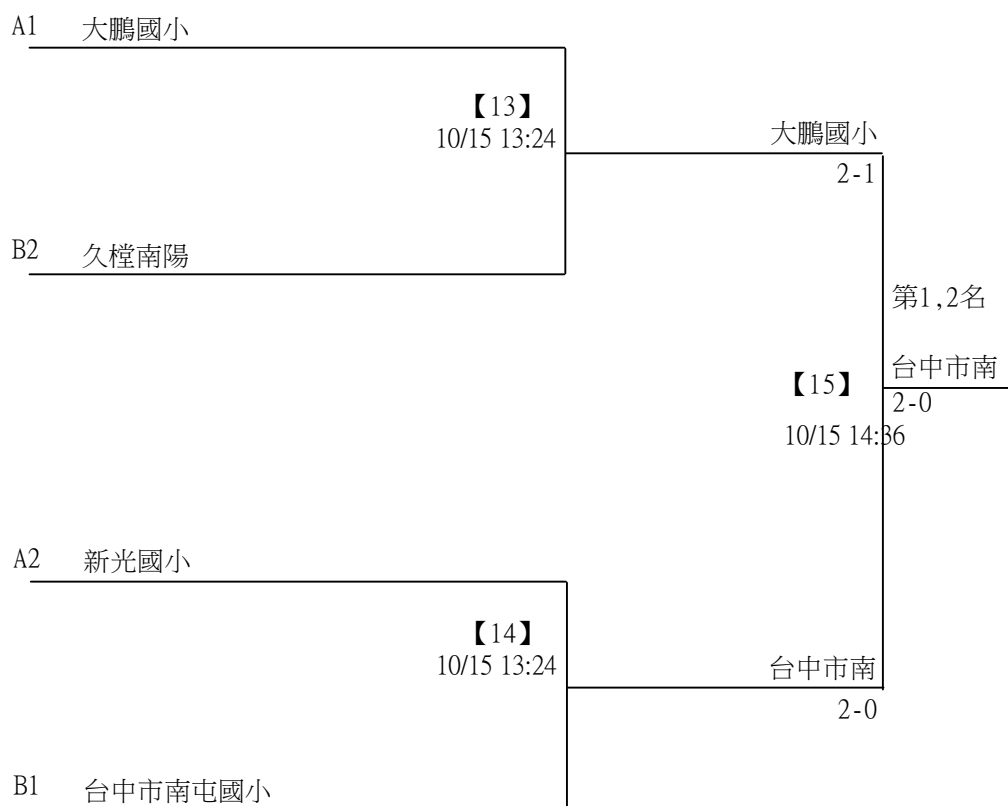 A1 大鵬國小
【13】
10/15 13:24
大鵬國小
2-1
B2 久樘南陽
第1,2名
台中市南
【15】
2-0
10/15 14:36
A2 新光國小
【14】
10/15 13:24
台中市南
2-0
B1 台中市南屯國小